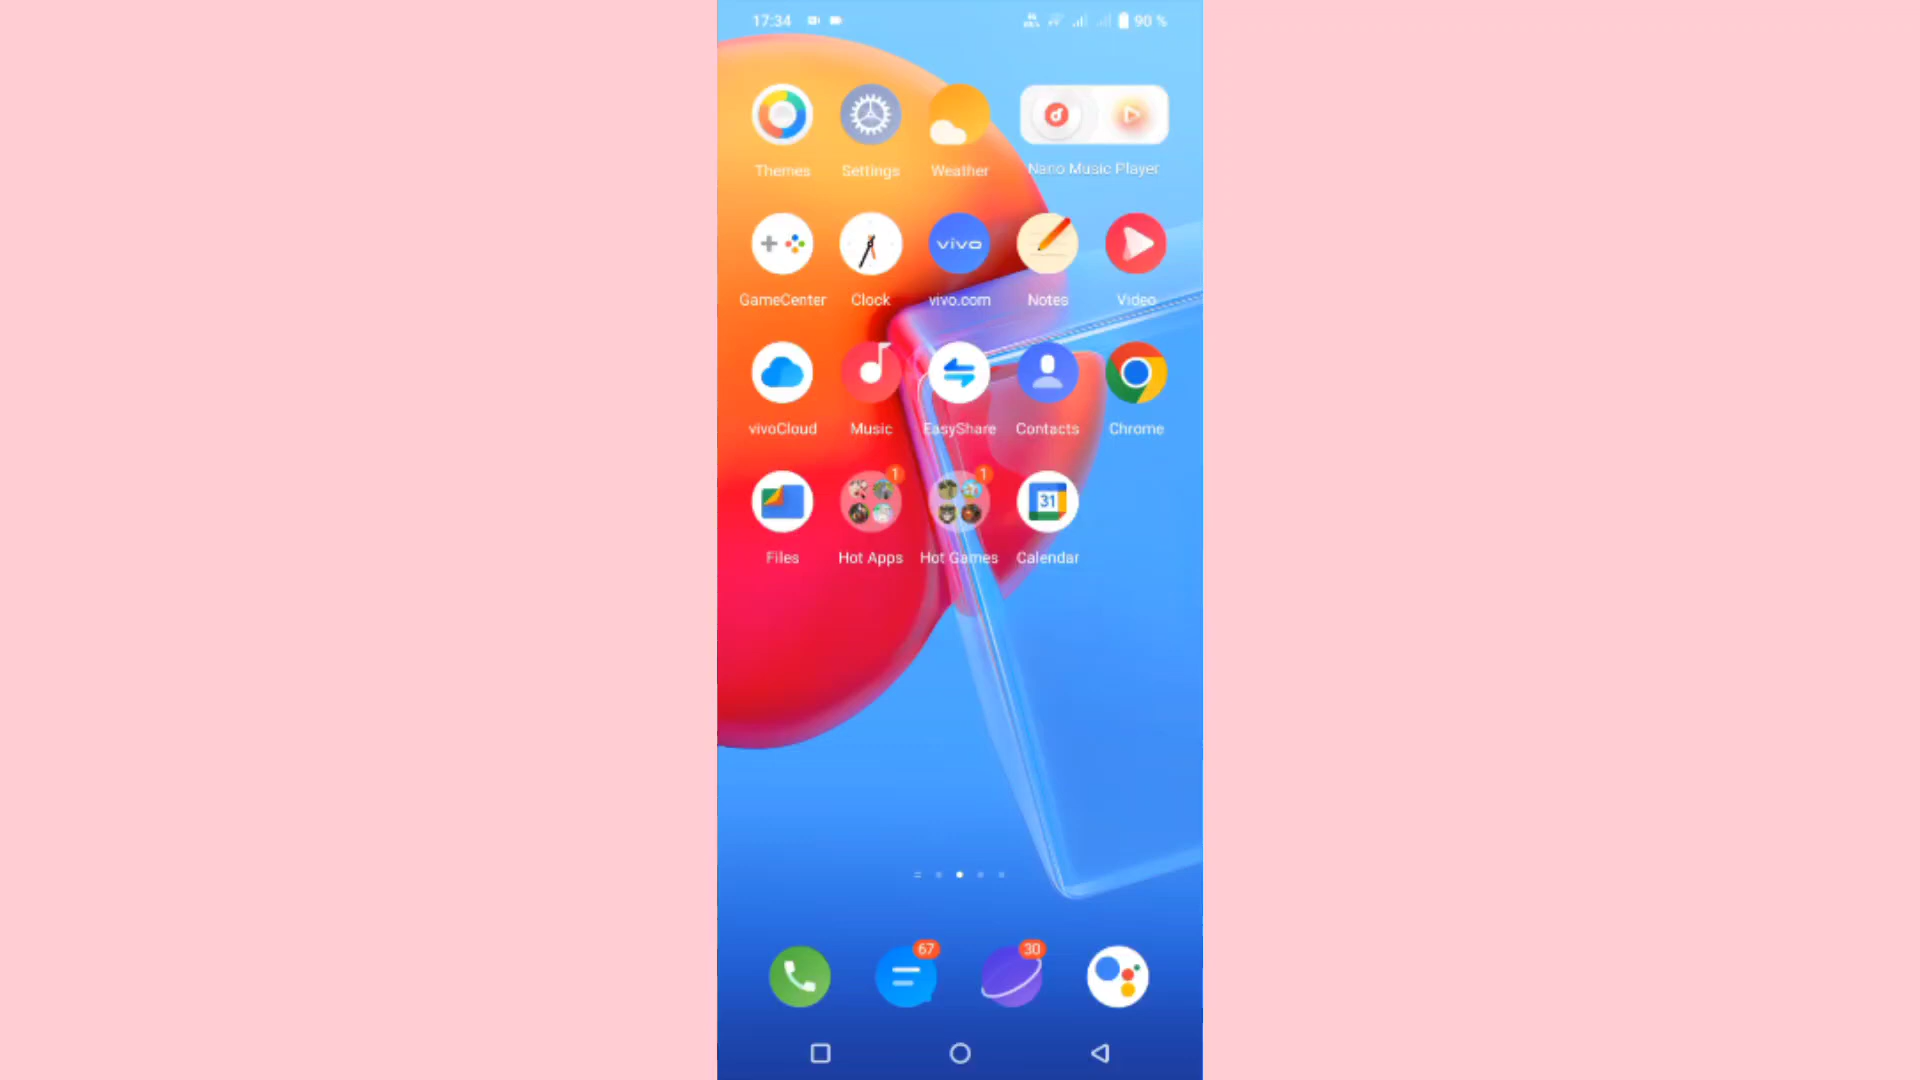 17:34
90 %
Themes
Settings
Weather
Nano Music Player
GameCenter
Clock
vivo
vivo.com
Notes
Video
vivoCloud
Music
EasyShare
Contacts
Chrome
1
1
31
Files
Hot Apps
Hot Games
Calendar
67
30